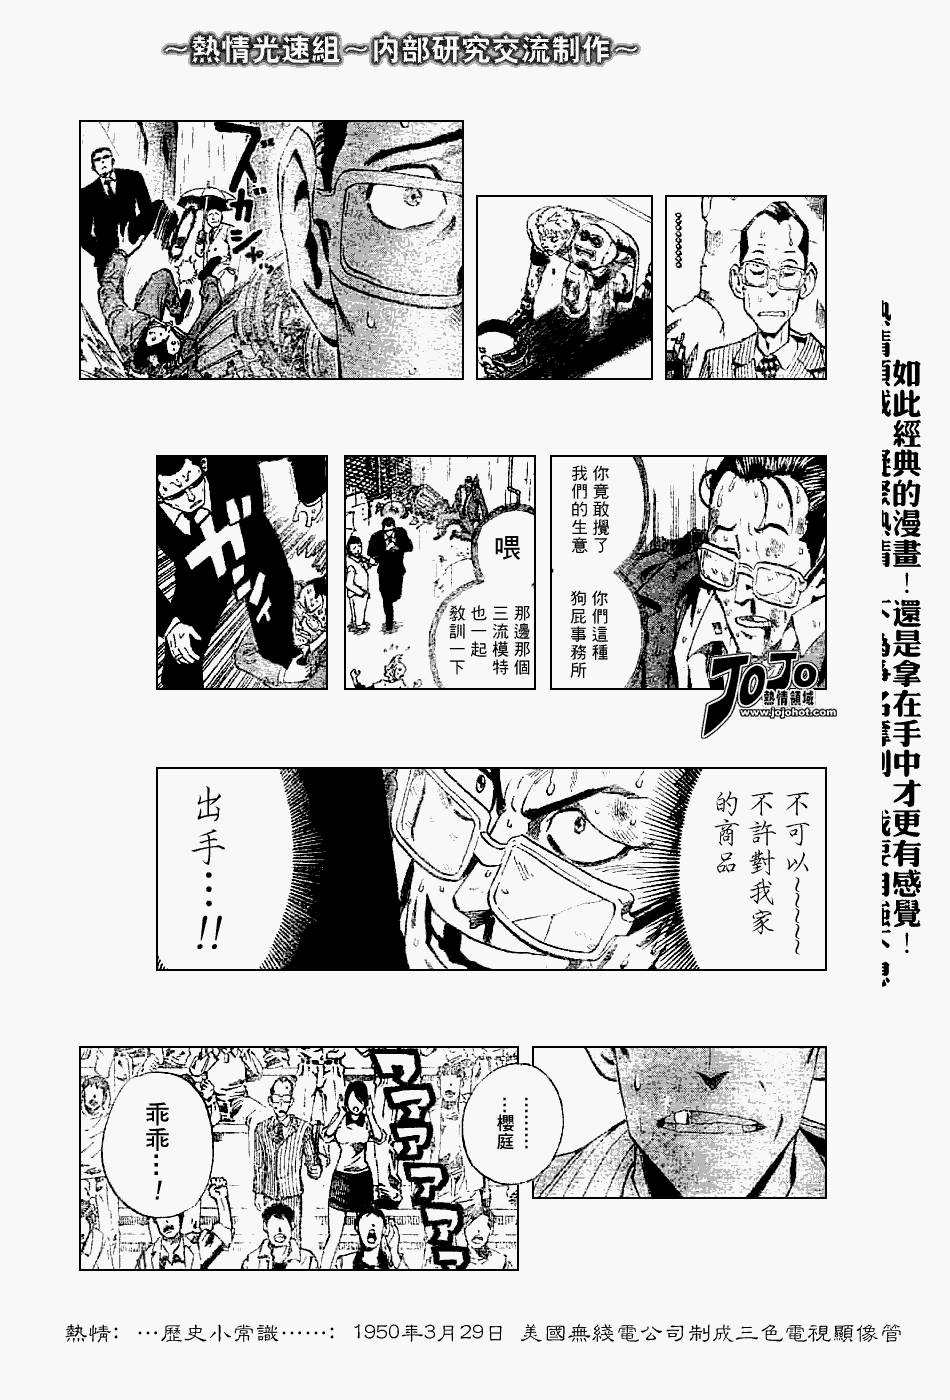 ～熱情光速組～内部研究交流制作～
…………
ズガシャ
你竟敢攪了
我們的生意
你們這種
狗屁事務所
喂
那邊那個
三流模特
也一起
教訓一下
ガシッ
JOJO
熱情領域
www.jojohot.com
不可以~~~~~
不許對我家
的商品
出手…!!
………
…櫻庭
ワアアアアア
乖乖…!
如此經典的漫畫！還是拿在手中才更有感覺！
熱情：…歷史小常識……：1950年3月29日 美國無綫電公司制成三色電視顯像管